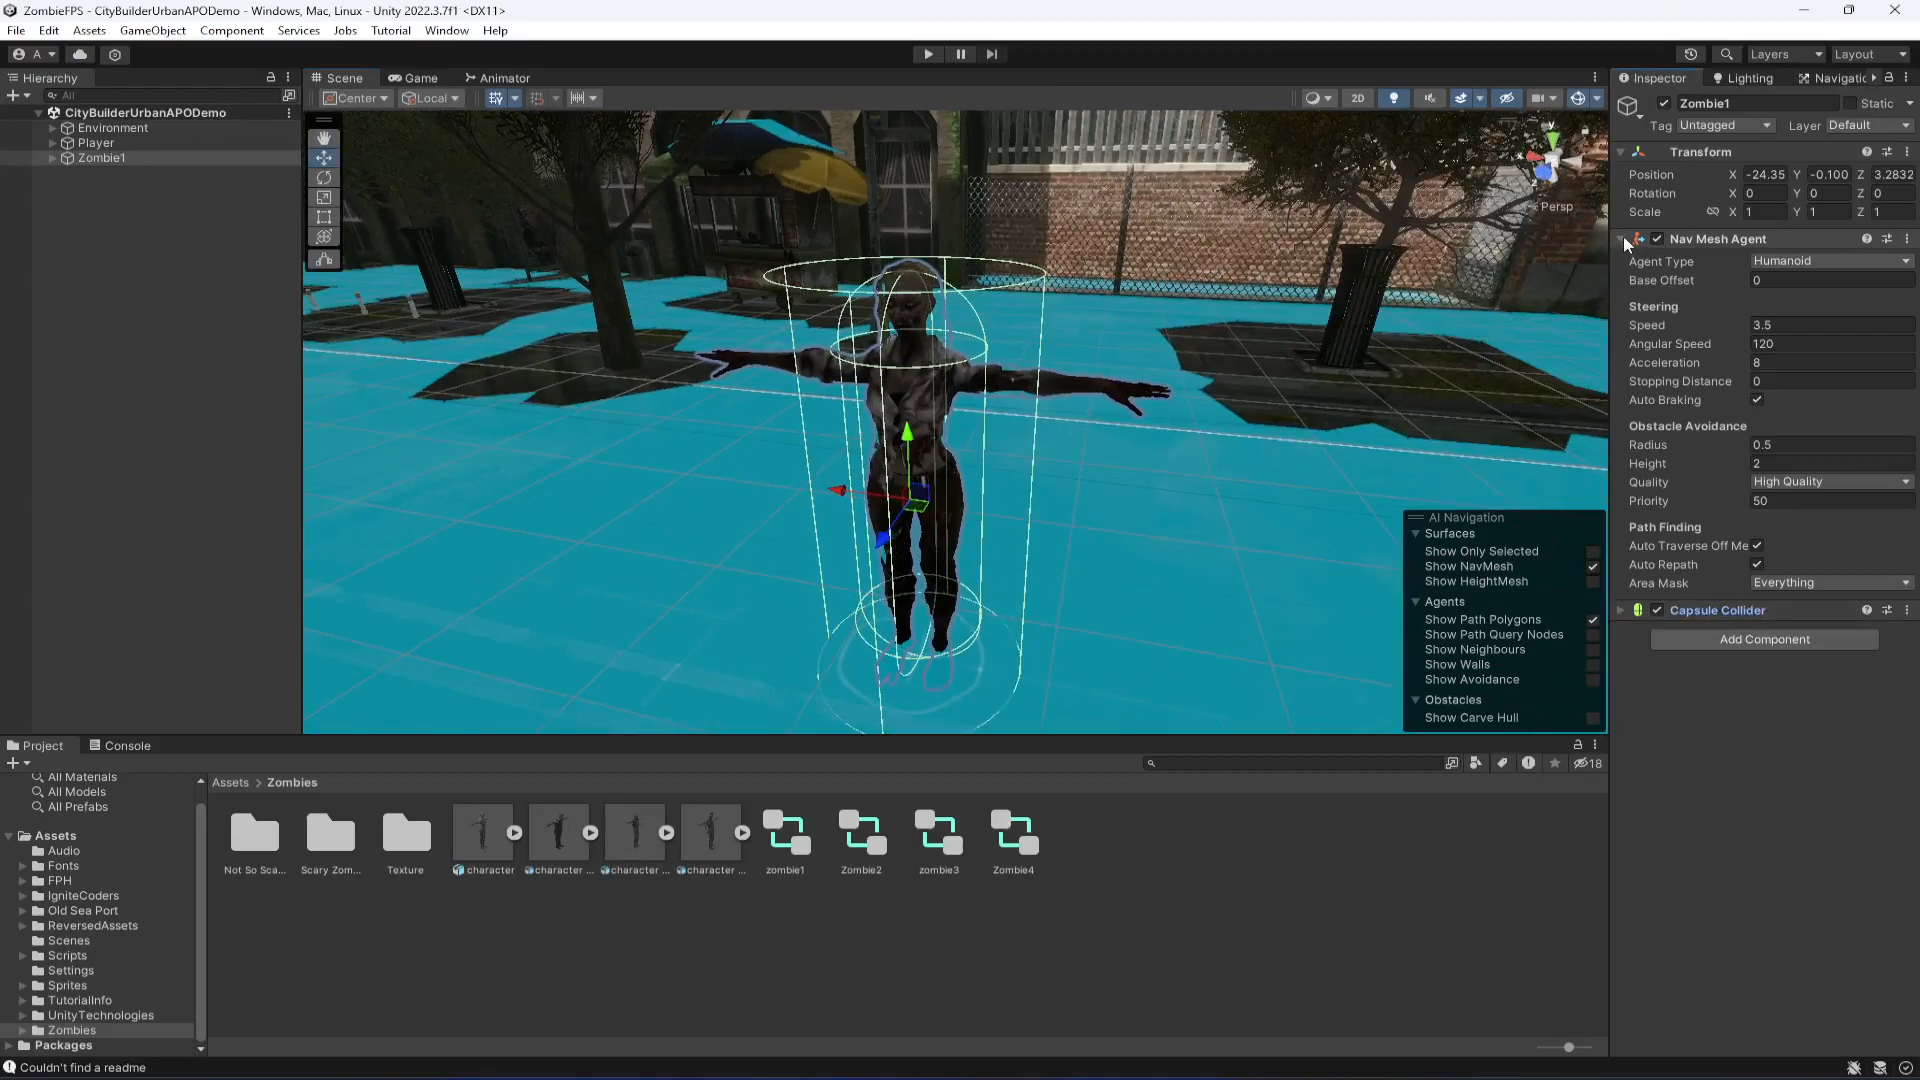 ZombieFPS - CityBuilderUrbanAPODemo - Windows, Mac, Linux - Unity 2022.3.7f1 <DX11>
File Edit Assets GameObject Component Services Jobs Tutorial Window Help
A Layers Layout
Hierarchy
All
CityBuilderUrbanAPODemo
Environment
Player
Zombie1
Scene Game Animator
Center Local 2D
y
z
Persp
AI Navigation
Surfaces
Show Only Selected
Show NavMesh
Show HeightMesh
Agents
Show Path Polygons
Show Path Query Nodes
Show Neighbours
Show Walls
Show Avoidance
Obstacles
Show Carve Hull
Inspector Lighting Navigatic
Zombie1 Static
Tag Untagged Layer Default
Transform
Position X -24.35 Y -0.100 Z 3.2832
Rotation X 0 Y 0 Z 0
Scale X 1 Y 1 Z 1
Nav Mesh Agent
Agent Type Humanoid
Base Offset 0
Steering
Speed 3.5
Angular Speed 120
Acceleration 8
Stopping Distance 0
Auto Braking
Obstacle Avoidance
Radius 0.5
Height 2
Quality High Quality
Priority 50
Path Finding
Auto Traverse Off Me
Auto Repath
Area Mask Everything
Capsule Collider
Add Component
Project Console
18
All Materials
All Models
All Prefabs
Assets
Audio
Fonts
FPH
IgniteCoders
Old Sea Port
ReversedAssets
Scenes
Scripts
Settings
Sprites
TutorialInfo
UnityTechnologies
Zombies
Packages
Assets > Zombies
Not So Sca... Scary Zom... Texture character character ... character ... character ... zombie1 Zombie2 zombie3 Zombie4
Couldn't find a readme